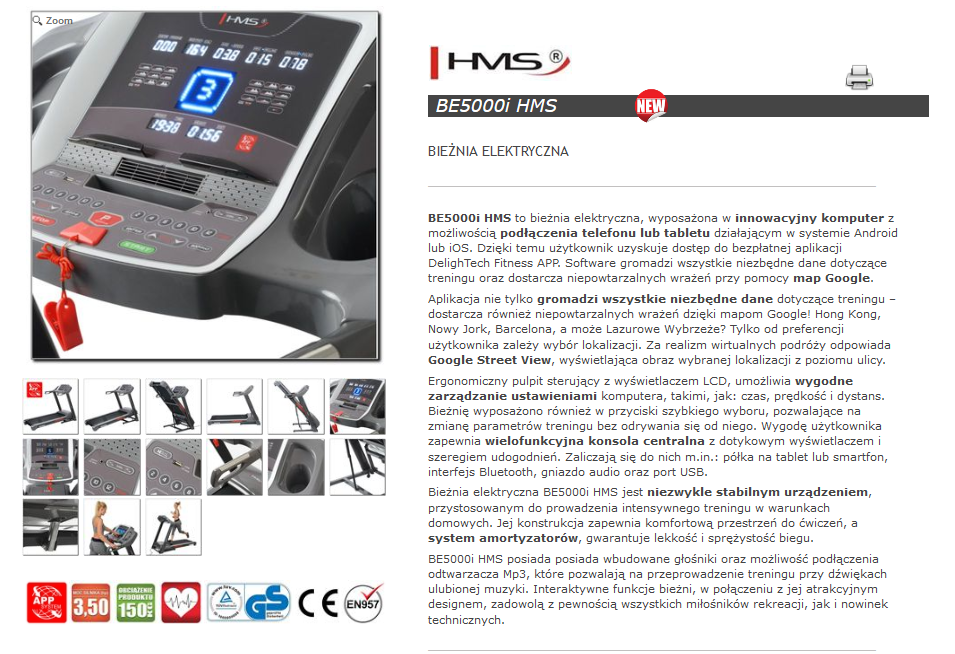 Zoom
HMS®
000 164 038 015 078
3
19:38 0.156
START
HMS®
BE5000i HMS NEW
BIEŻNIA ELEKTRYCZNA
BE5000i HMS to bieżnia elektryczna, wyposażona w innowacyjny komputer z
możliwością podłączenia telefonu lub tabletu działającym w systemie Android
lub iOS. Dzięki temu użytkownik uzyskuje dostęp do bezpłatnej aplikacji
DelighTech Fitness APP. Software gromadzi wszystkie niezbędne dane dotyczące
treningu oraz dostarcza niepowtarzalnych wrażeń przy pomocy map Google.
Aplikacja nie tylko gromadzi wszystkie niezbędne dane dotyczące treningu –
dostarcza również niepowtarzalnych wrażeń dzięki mapom Google! Hong Kong,
Nowy Jork, Barcelona, a może Lazurowe Wybrzeże? Tylko od preferencji
użytkownika zależy wybór lokalizacji. Za realizm wirtualnych podróży odpowiada
Google Street View, wyświetlająca obraz wybranej lokalizacji z poziomu ulicy.
Ergonomiczny pulpit sterujący z wyświetlaczem LCD, umożliwia wygodne
zarządzanie ustawieniami komputera, takimi, jak: czas, prędkość i dystans.
Bieżnię wyposażono również w przyciski szybkiego wyboru, pozwalające na
zmianę parametrów treningu bez odrywania się od niego. Wygodę użytkownika
zapewnia wielofunkcyjna konsola centralna z dotykowym wyświetlaczem i
szeregiem udogodnień. Zaliczają się do nich m.in.: półka na tablet lub smartfon,
interfejs Bluetooth, gniazdo audio oraz port USB.
Bieżnia elektryczna BE5000i HMS jest niezwykle stabilnym urządzeniem,
przystosowanym do prowadzenia intensywnego treningu w warunkach
domowych. Jej konstrukcja zapewnia komfortową przestrzeń do ćwiczeń, a
system amortyzatorów, gwarantuje lekkość i sprężystość biegu.
BE5000i HMS posiada posiada wbudowane głośniki oraz możliwość podłączenia
odtwarzacza Mp3, które pozwalają na przeprowadzenie treningu przy dźwiękach
ulubionej muzyki. Interaktywne funkcje bieżni, w połączeniu z jej atrakcyjnym
designem, zadowolą z pewnością wszystkich miłośników rekreacji, jak i nowinek
technicznych.
APP SYSTEM
3,50
OBCIĄŻENIE PRODUKTU 150 KG
GS
CE
EN957